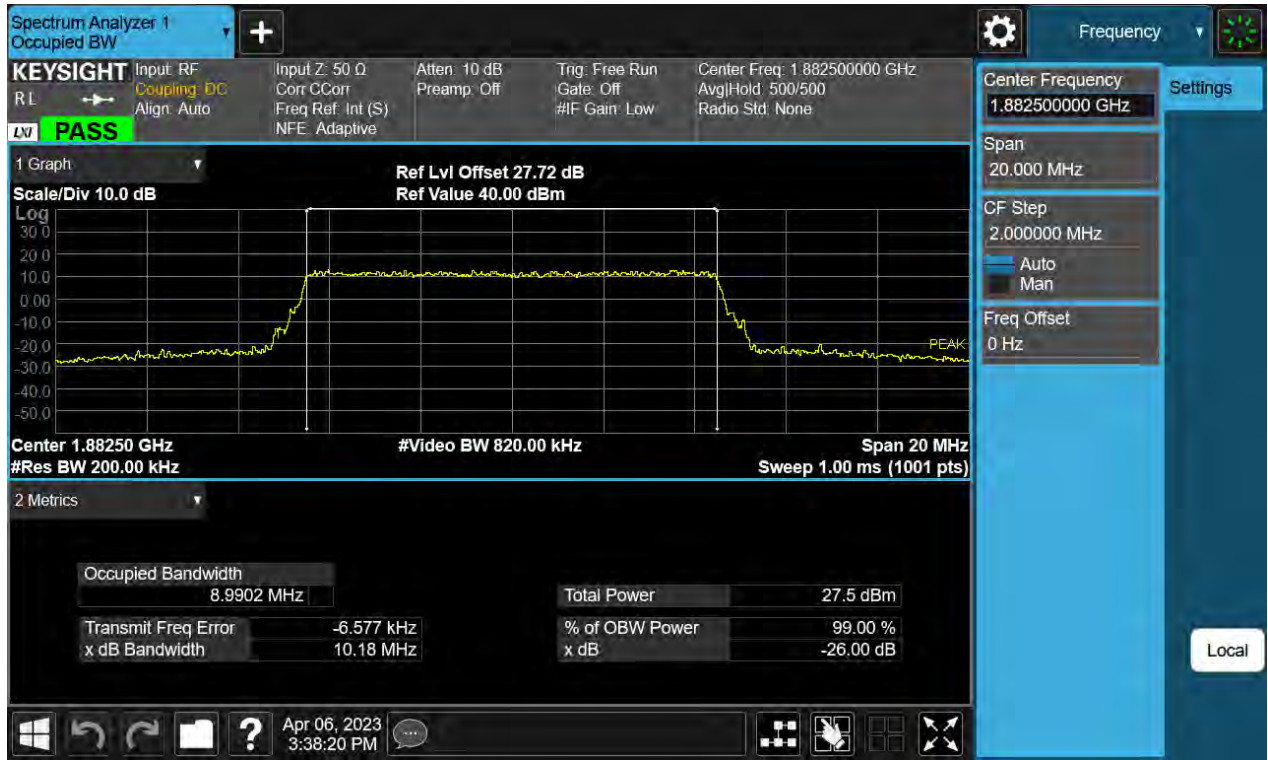 Spectrum Analyzer 1
Occupied BW
+
Frequency
KEYSIGHT
RL
LXI
PASS
Input: RF
Coupling: DC
Align: Auto
Input Z: 50 Ω
Corr CCorr
Freq Ref: Int (S)
NFE: Adaptive
Atten: 10 dB
Preamp: Off
Trig: Free Run
Gate: Off
#IF Gain: Low
Center Freq: 1.882500000 GHz
Avg|Hold: 500/500
Radio Std: None
Center Frequency
1.882500000 GHz
Settings
Span
20.000 MHz
CF Step
2.000000 MHz
Auto
Man
Freq Offset
0 Hz
Local
1 Graph
Scale/Div 10.0 dB
Ref Lvl Offset 27.72 dB
Ref Value 40.00 dBm
Log
30.0
20.0
10.0
0.00
-10.0
-20.0
-30.0
-40.0
-50.0
PEAK
Center 1.88250 GHz
#Video BW 820.00 kHz
Span 20 MHz
#Res BW 200.00 kHz
Sweep 1.00 ms (1001 pts)
2 Metrics
Occupied Bandwidth
8.9902 MHz
Total Power 27.5 dBm
Transmit Freq Error -6.577 kHz
% of OBW Power 99.00 %
x dB Bandwidth 10.18 MHz
x dB -26.00 dB
?
Apr 06, 2023
3:38:20 PM